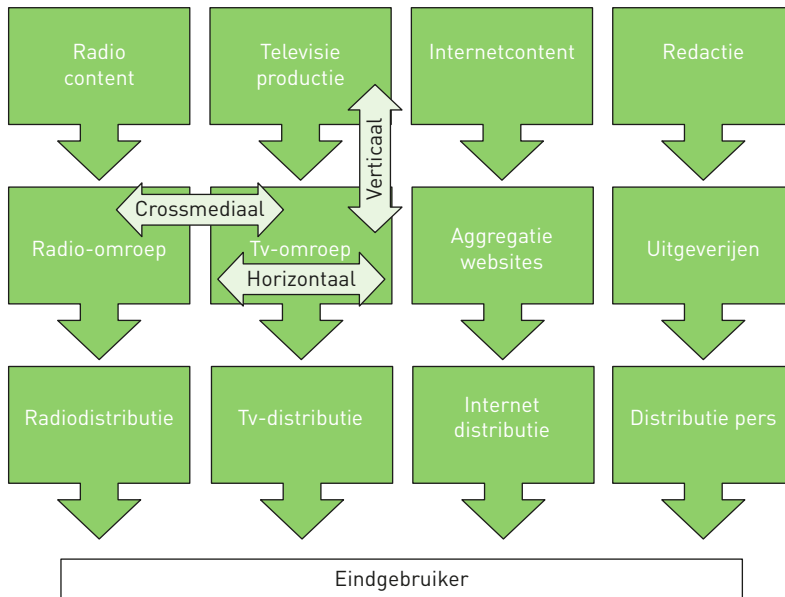 Radio
content
Televisie
productie
Internetcontent
Redactie
Verticaal
Crossmediaal
Radio-omroep
Tv-omroep
Horizontaal
Aggregatie
websites
Uitgeverijen
Radiodistributie
Tv-distributie
Internet
distributie
Distributie pers
Eindgebruiker